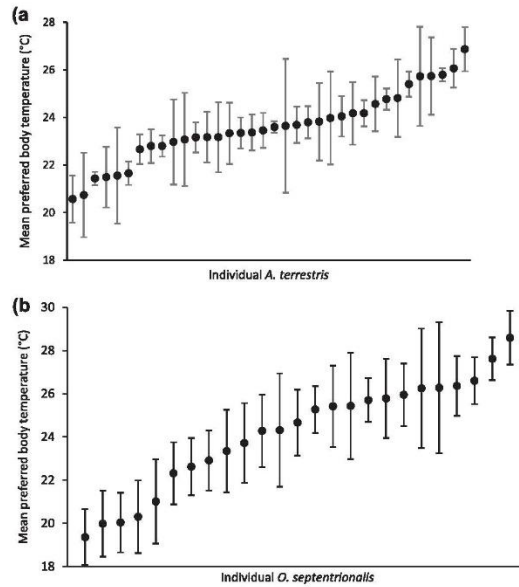 (a
Mean preferred body temperature (°C)
28
26
24
22
20
18
Individual A. terrestris
(b
Mean preferred body temperature (°C)
30
28
26
24
22
20
18
Individual O. septentrionalis